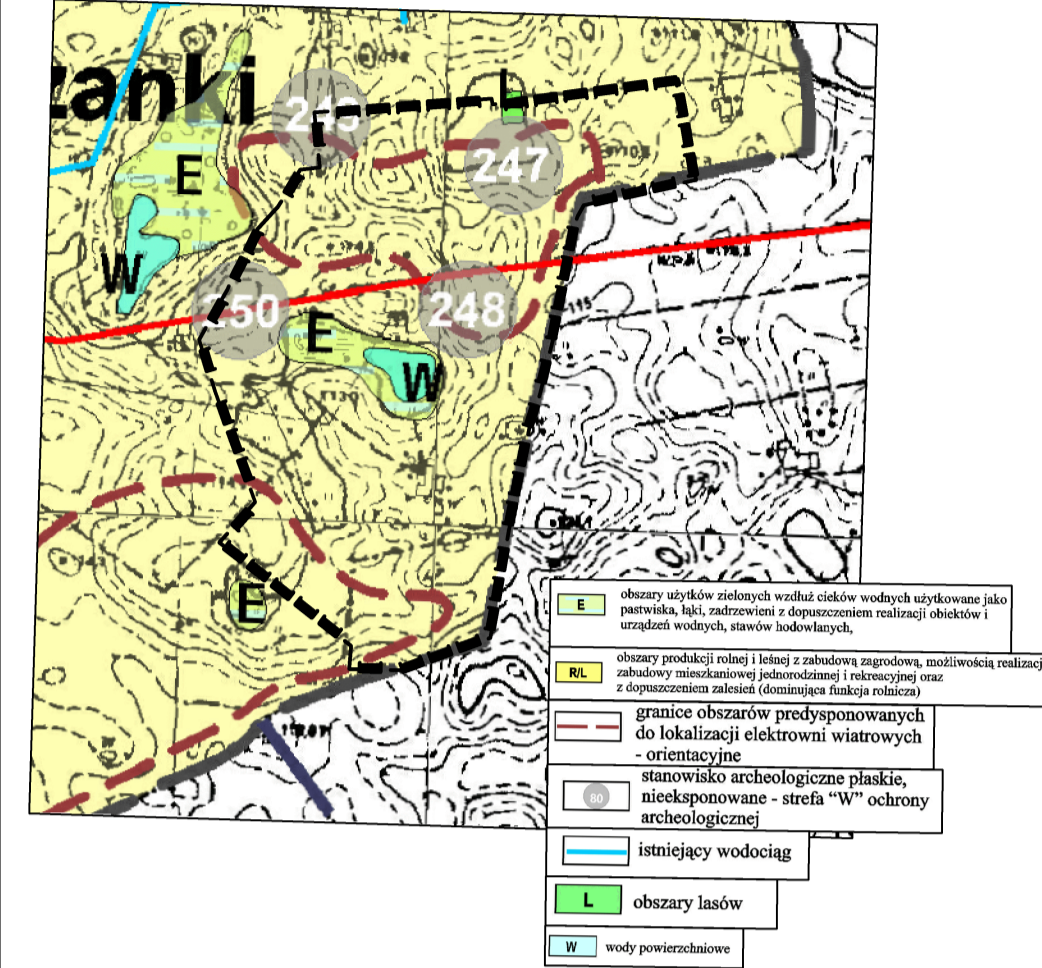 zanki
L
249
247
E
W
250
248
E
W
115
E
E
obszary użytków zielonych wzdłuż cieków wodnych użytkowane jako
pastwiska, łąki, zadrzewieni z dopuszczeniem realizacji obiektów i
urządzeń wodnych, stawów hodowlanych,
R/L
obszary produkcji rolnej i leśnej z zabudową zagrodową, możliwością realizacj
zabudowy mieszkaniowej jednorodzinnej i rekreacyjnej oraz
z dopuszczeniem zalesień (dominująca funkcja rolnicza)
granice obszarów predysponowanych
do lokalizacji elektrowni wiatrowych
- orientacyjne
80
stanowisko archeologiczne płaskie,
nieeksponowane - strefa “W” ochrony
archeologicznej
istniejący wodociąg
L
obszary lasów
W
wody powierzchniowe